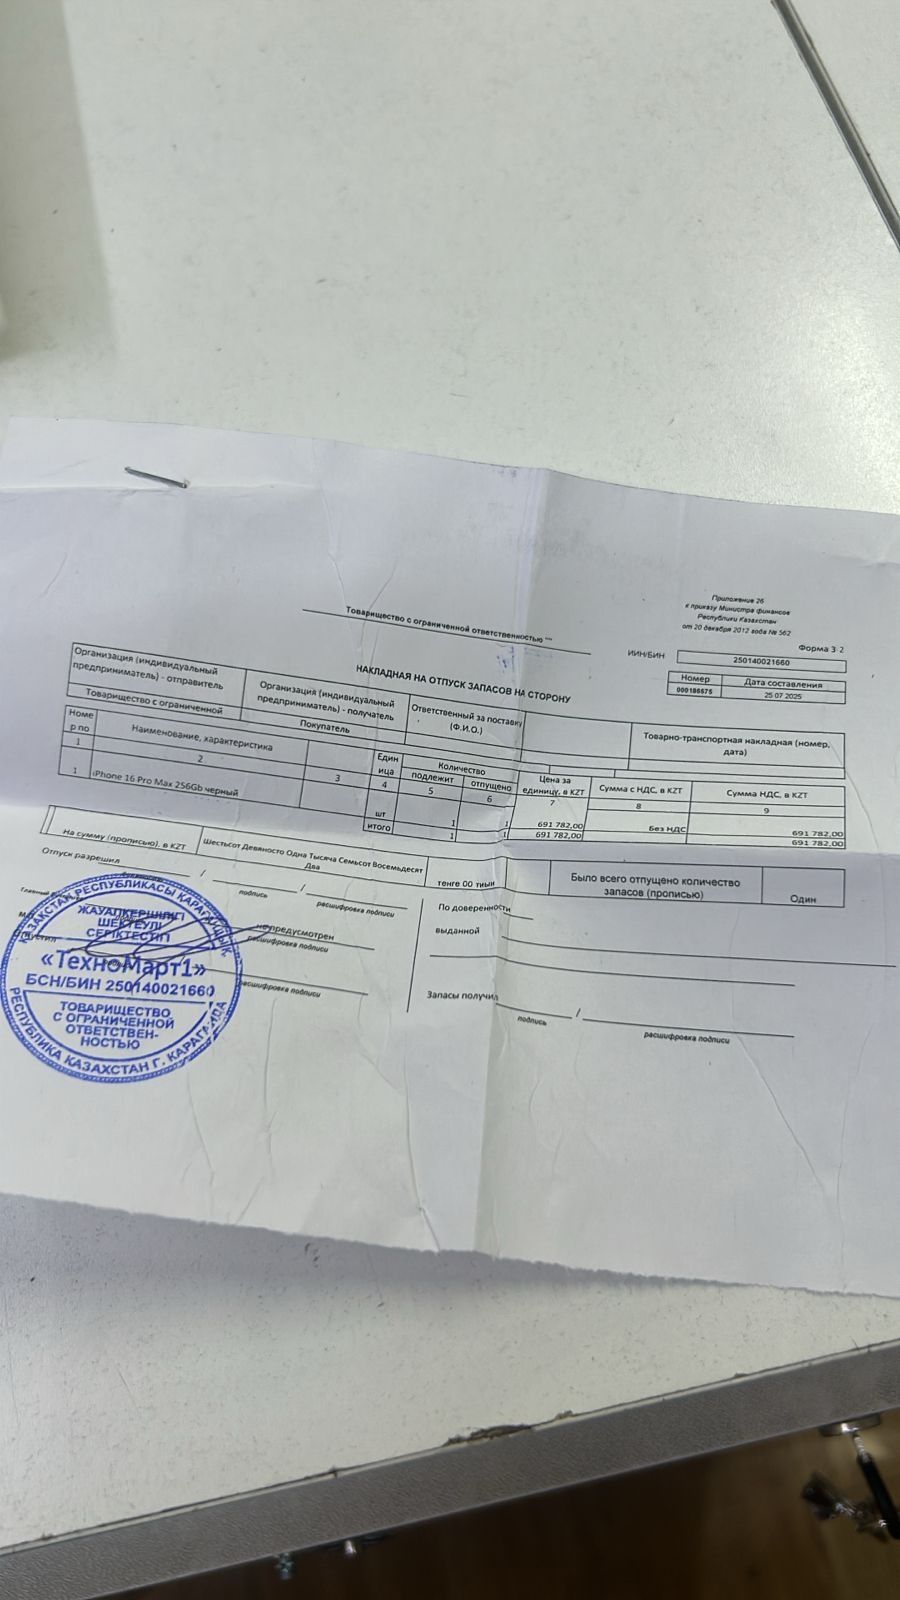 Приложение 26
к приказу Министра финансов
Республики Казахстан
от 20 декабря 2012 года № 562
Форма З-2
Товарищество с ограниченной ответственностью ""
ИИН/БИН 250140021660
Номер Дата составления
000186575 25 07 2025
НАКЛАДНАЯ НА ОТПУСК ЗАПАСОВ НА СТОРОНУ
Организация (индивидуальный предприниматель) - отправитель
Организация (индивидуальный предприниматель) - получатель
Ответственный за поставку (Ф.И.О.)
Товарно-транспортная накладная (номер, дата)
Товарищество с ограниченной
Покупатель
Номер по
Наименование, характеристика
Единица
Количество
подлежит
отпущено
Цена за единицу, в KZT
Сумма с НДС, в KZT
Сумма НДС, в KZT
1 2 3 4 5 6 7 8 9
1 iPhone 16 Pro Max 256Gb черный шт 1 1 691 782,00 Без НДС 691 782,00
итого 1 1 691 782,00 691 782,00
На сумму (прописью), в KZT
Шестьсот Девяносто Одна Тысяча Семьсот Восемьдесят Два
тенге 00 тиын
Было всего отпущено количество запасов (прописью)
Один
Отпуск разрешил / /
подпись расшифровка подписи
По доверенности
Главный
не предусмотрен
расшифровка подписи
выданной
расшифровка подписи
Запасы получил /
подпись расшифровка подписи
ҚАЗАҚСТАН РЕСПУБЛИКАСЫ
ЖАУАПКЕРШІЛІГІ
ШЕКТЕУЛІ
СЕРІКТЕСТІГІ
«ТехноМарт1»
БСН/БИН 250140021660
ТОВАРИЩЕСТВО
С ОГРАНИЧЕННОЙ
ОТВЕТСТВЕН-
НОСТЬЮ
РЕСПУБЛИКА КАЗАХСТАН Г. КАРАГАНДА